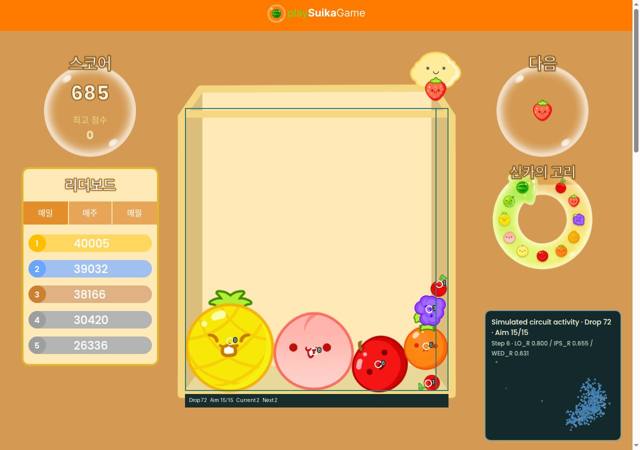 playSuikaGame
스코어
685
최고 점수
0
리더보드
매일
매주
매월
1 40005
2 39032
3 38166
4 30420
5 26336
다음
산가의 고리
Simulated circuit activity · Drop 72
· Aim 15/15
Step 6 · LO_R 0.800 / IPS_R 0.655 /
WED_R 0.631
Drop 72 Aim 15/15 Current 2 Next 2